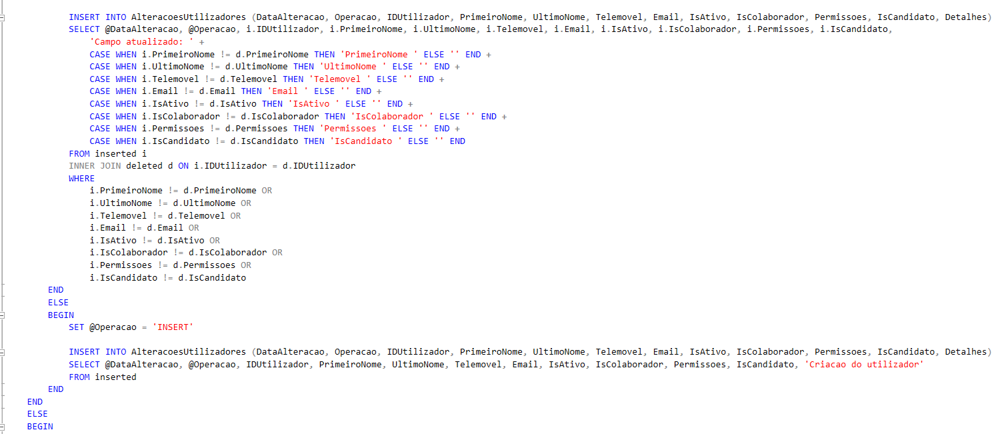 INSERT INTO AlteracoesUtilizadores (DataAlteracao, Operacao, IDUtilizador, PrimeiroNome, UltimoNome, Telemovel, Email, IsAtivo, IsColaborador, Permissoes, IsCandidato, Detalhes)
SELECT @DataAlteracao, @Operacao, i.IDUtilizador, i.PrimeiroNome, i.UltimoNome, i.Telemovel, i.Email, i.IsAtivo, i.IsColaborador, i.Permissoes, i.IsCandidato,
'Campo atualizado: ' +
CASE WHEN i.PrimeiroNome != d.PrimeiroNome THEN 'PrimeiroNome ' ELSE '' END +
CASE WHEN i.UltimoNome != d.UltimoNome THEN 'UltimoNome ' ELSE '' END +
CASE WHEN i.Telemovel != d.Telemovel THEN 'Telemovel ' ELSE '' END +
CASE WHEN i.Email != d.Email THEN 'Email ' ELSE '' END +
CASE WHEN i.IsAtivo != d.IsAtivo THEN 'IsAtivo ' ELSE '' END +
CASE WHEN i.IsColaborador != d.IsColaborador THEN 'IsColaborador ' ELSE '' END +
CASE WHEN i.Permissoes != d.Permissoes THEN 'Permissoes ' ELSE '' END +
CASE WHEN i.IsCandidato != d.IsCandidato THEN 'IsCandidato ' ELSE '' END
FROM inserted i
INNER JOIN deleted d ON i.IDUtilizador = d.IDUtilizador
WHERE
i.PrimeiroNome != d.PrimeiroNome OR
i.UltimoNome != d.UltimoNome OR
i.Telemovel != d.Telemovel OR
i.Email != d.Email OR
i.IsAtivo != d.IsAtivo OR
i.IsColaborador != d.IsColaborador OR
i.Permissoes != d.Permissoes OR
i.IsCandidato != d.IsCandidato
END
ELSE
BEGIN
SET @Operacao = 'INSERT'
INSERT INTO AlteracoesUtilizadores (DataAlteracao, Operacao, IDUtilizador, PrimeiroNome, UltimoNome, Telemovel, Email, IsAtivo, IsColaborador, Permissoes, IsCandidato, Detalhes)
SELECT @DataAlteracao, @Operacao, IDUtilizador, PrimeiroNome, UltimoNome, Telemovel, Email, IsAtivo, IsColaborador, Permissoes, IsCandidato, 'Criacao do utilizador'
FROM inserted
END
END
ELSE
BEGIN